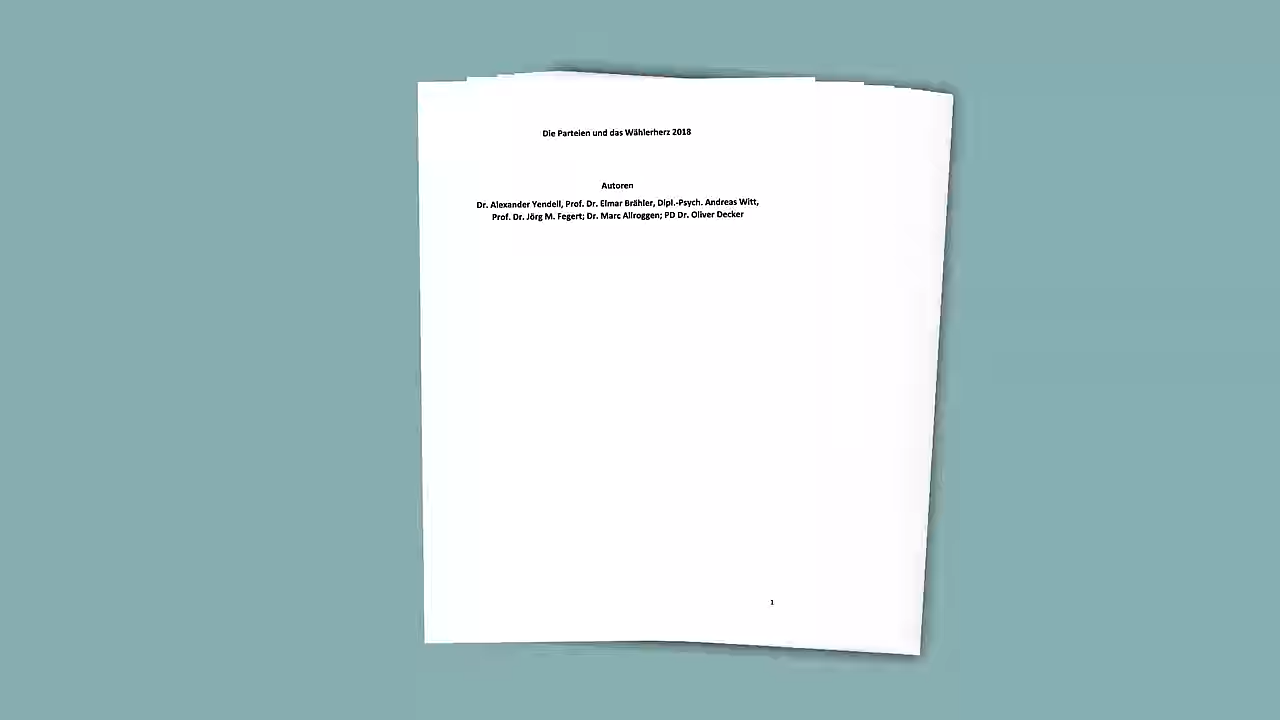 Die Parteien und das Wählerherz 2018
Autoren
Dr. Alexander Yendell, Prof. Dr. Elmar Brähler, Dipl.-Psych. Andreas Witt,
Prof. Dr. Jörg M. Fegert; Dr. Marc Allroggen; PD Dr. Oliver Decker
1